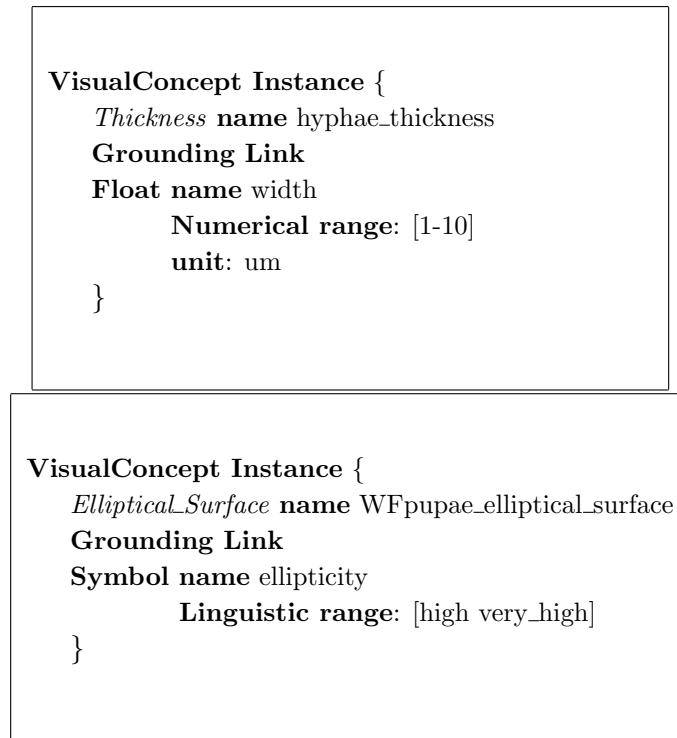 VisualConcept Instance {
Thickness name hyphae_thickness
Grounding Link
Float name width
Numerical range: [1-10]
unit: um
}
VisualConcept Instance {
Elliptical_Surface name WFpupae_elliptical_surface
Grounding Link
Symbol name ellipticity
Linguistic range: [high very_high]
}